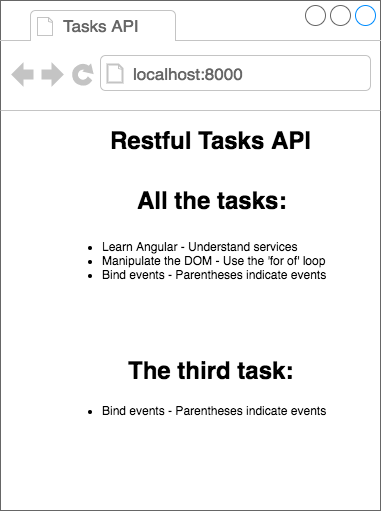 Tasks API
localhost:8000
Restful Tasks API
All the tasks:
• Learn Angular - Understand services
• Manipulate the DOM - Use the 'for of' loop
• Bind events - Parentheses indicate events
The third task:
• Bind events - Parentheses indicate events